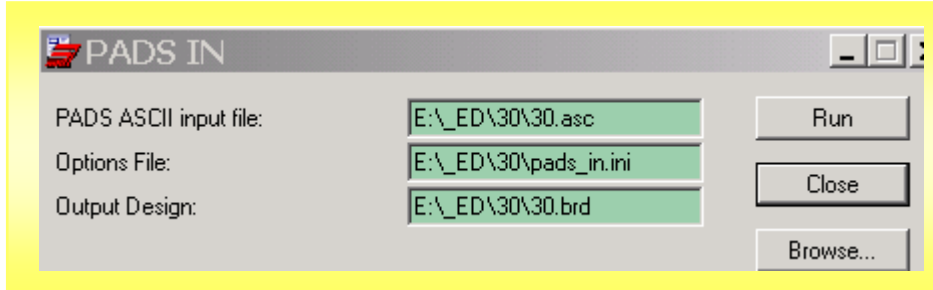 PADS IN
PADS ASCII input file: E:\_ED\30\30.asc Run
Options File: E:\_ED\30\pads_in.ini
Close
Output Design: E:\_ED\30\30.brd
Browse...